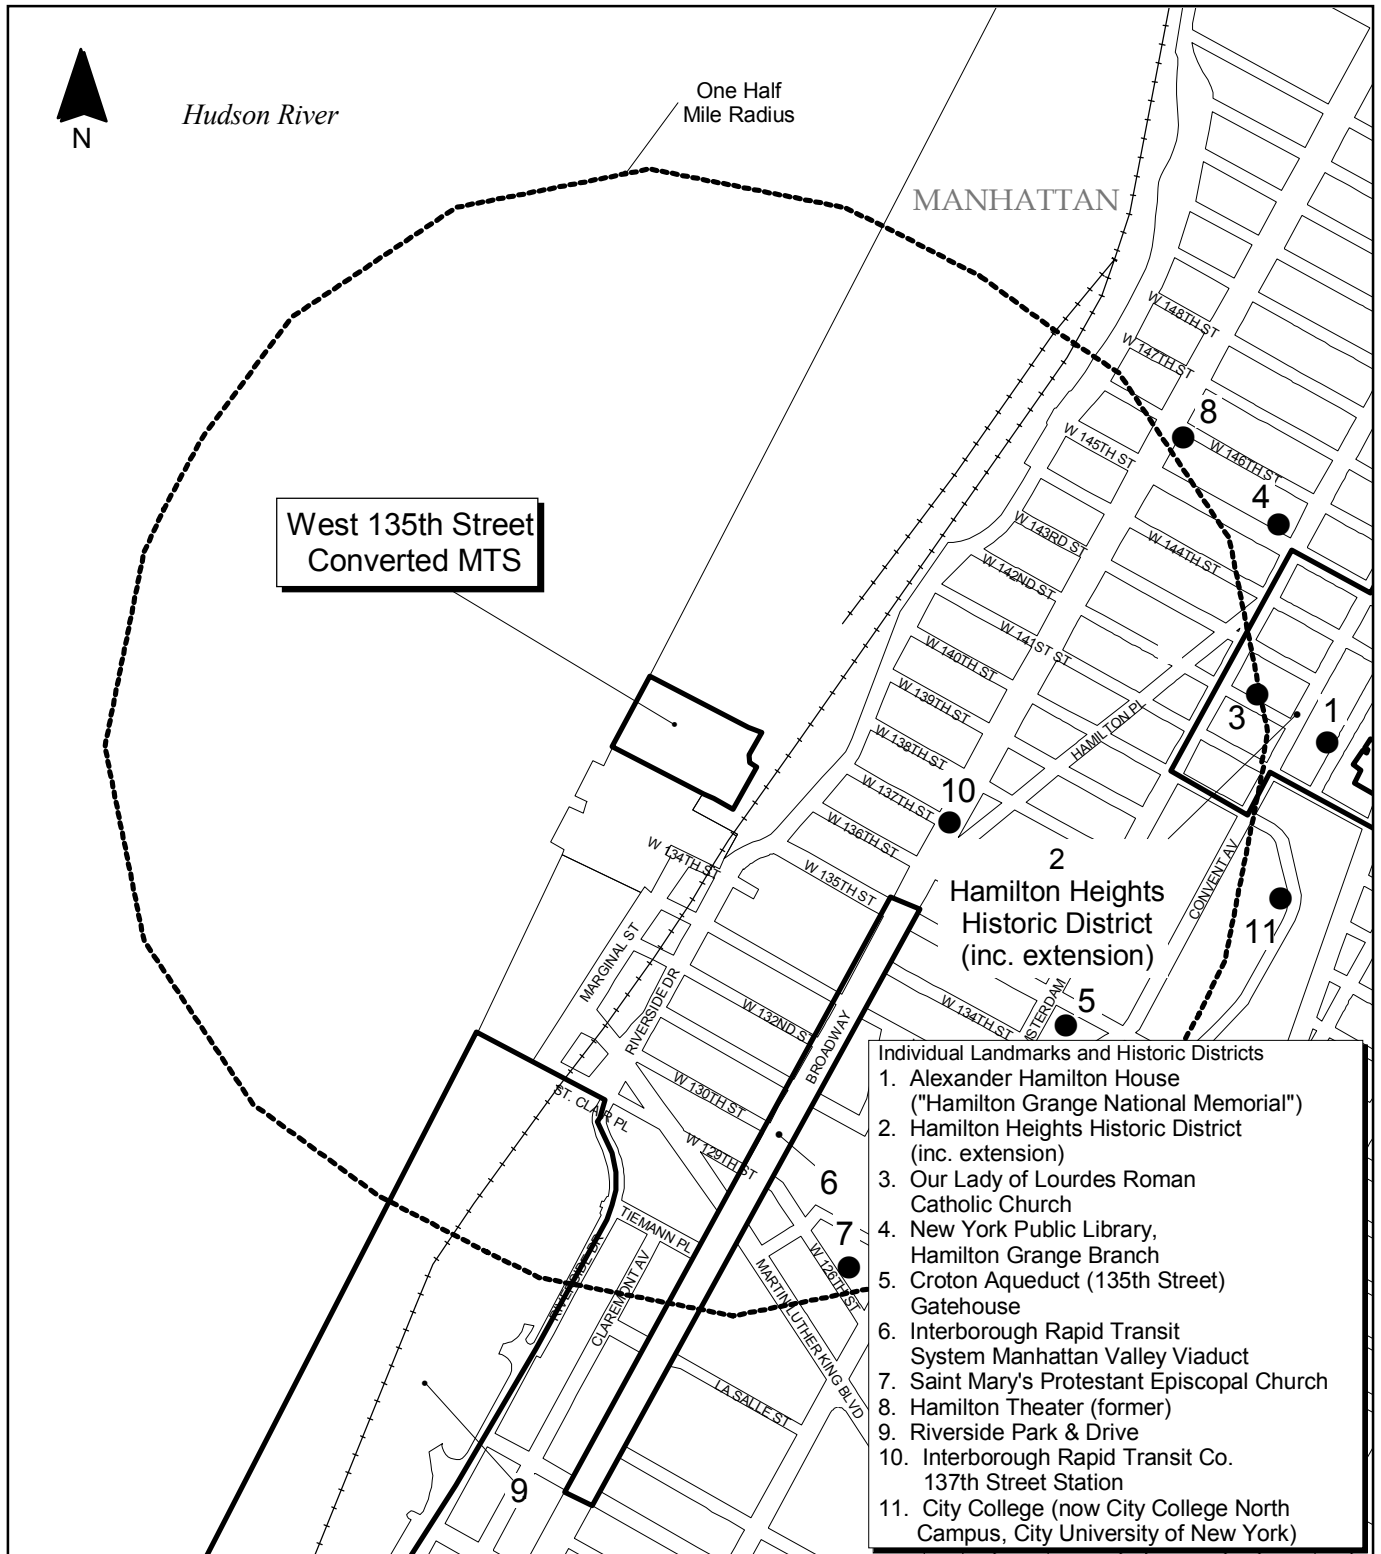 One Half
Mile Radius
Hudson River
N
MANHATTAN
W 148TH ST
W 147TH ST
8
W 145TH ST
W 146TH ST
4
West 135th Street
Converted MTS
W 143RD ST
W 144TH ST
W 142ND ST
W 141ST ST
W 140TH ST
W 139TH ST
3
1
HAMILTON PL
W 138TH ST
10
W 137TH ST
W 136TH ST
W 134TH ST
W 135TH ST
2
Hamilton Heights
Historic District
(inc. extension)
CONVENT AV
11
MARGINAL ST
RIVERSIDE DR
W 132ND ST
BROADWAY
W 134TH ST
STERDAM
5
W 130TH ST
ST. CLAIR PL
W 129TH ST
6
TIEMANN PL
7
W 126TH ST
RIVERSIDE DR
CLAREMONT AV
MARTIN LUTHER KING BLVD
LA SALLE ST
9
Individual Landmarks and Historic Districts
1. Alexander Hamilton House
("Hamilton Grange National Memorial")
2. Hamilton Heights Historic District
(inc. extension)
3. Our Lady of Lourdes Roman
Catholic Church
4. New York Public Library,
Hamilton Grange Branch
5. Croton Aqueduct (135th Street)
Gatehouse
6. Interborough Rapid Transit
System Manhattan Valley Viaduct
7. Saint Mary's Protestant Episcopal Church
8. Hamilton Theater (former)
9. Riverside Park & Drive
10. Interborough Rapid Transit Co.
137th Street Station
11. City College (now City College North
Campus, City University of New York)